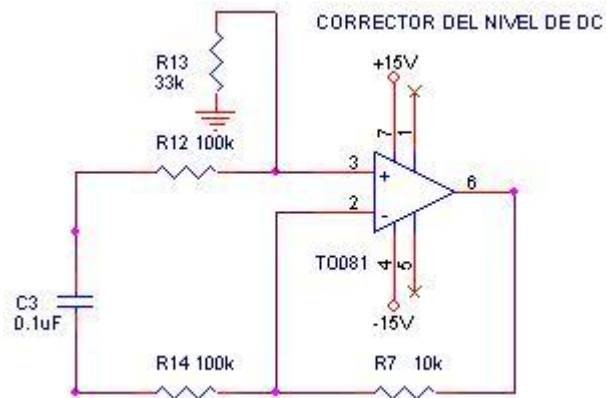 CORRECTOR DEL NIVEL DE DC
R13
33k
+15V
7
1
R12 100k
3
+
2
-
6
TO081
4
5
-15V
C3
0.1uF
R14 100k
R7 10k